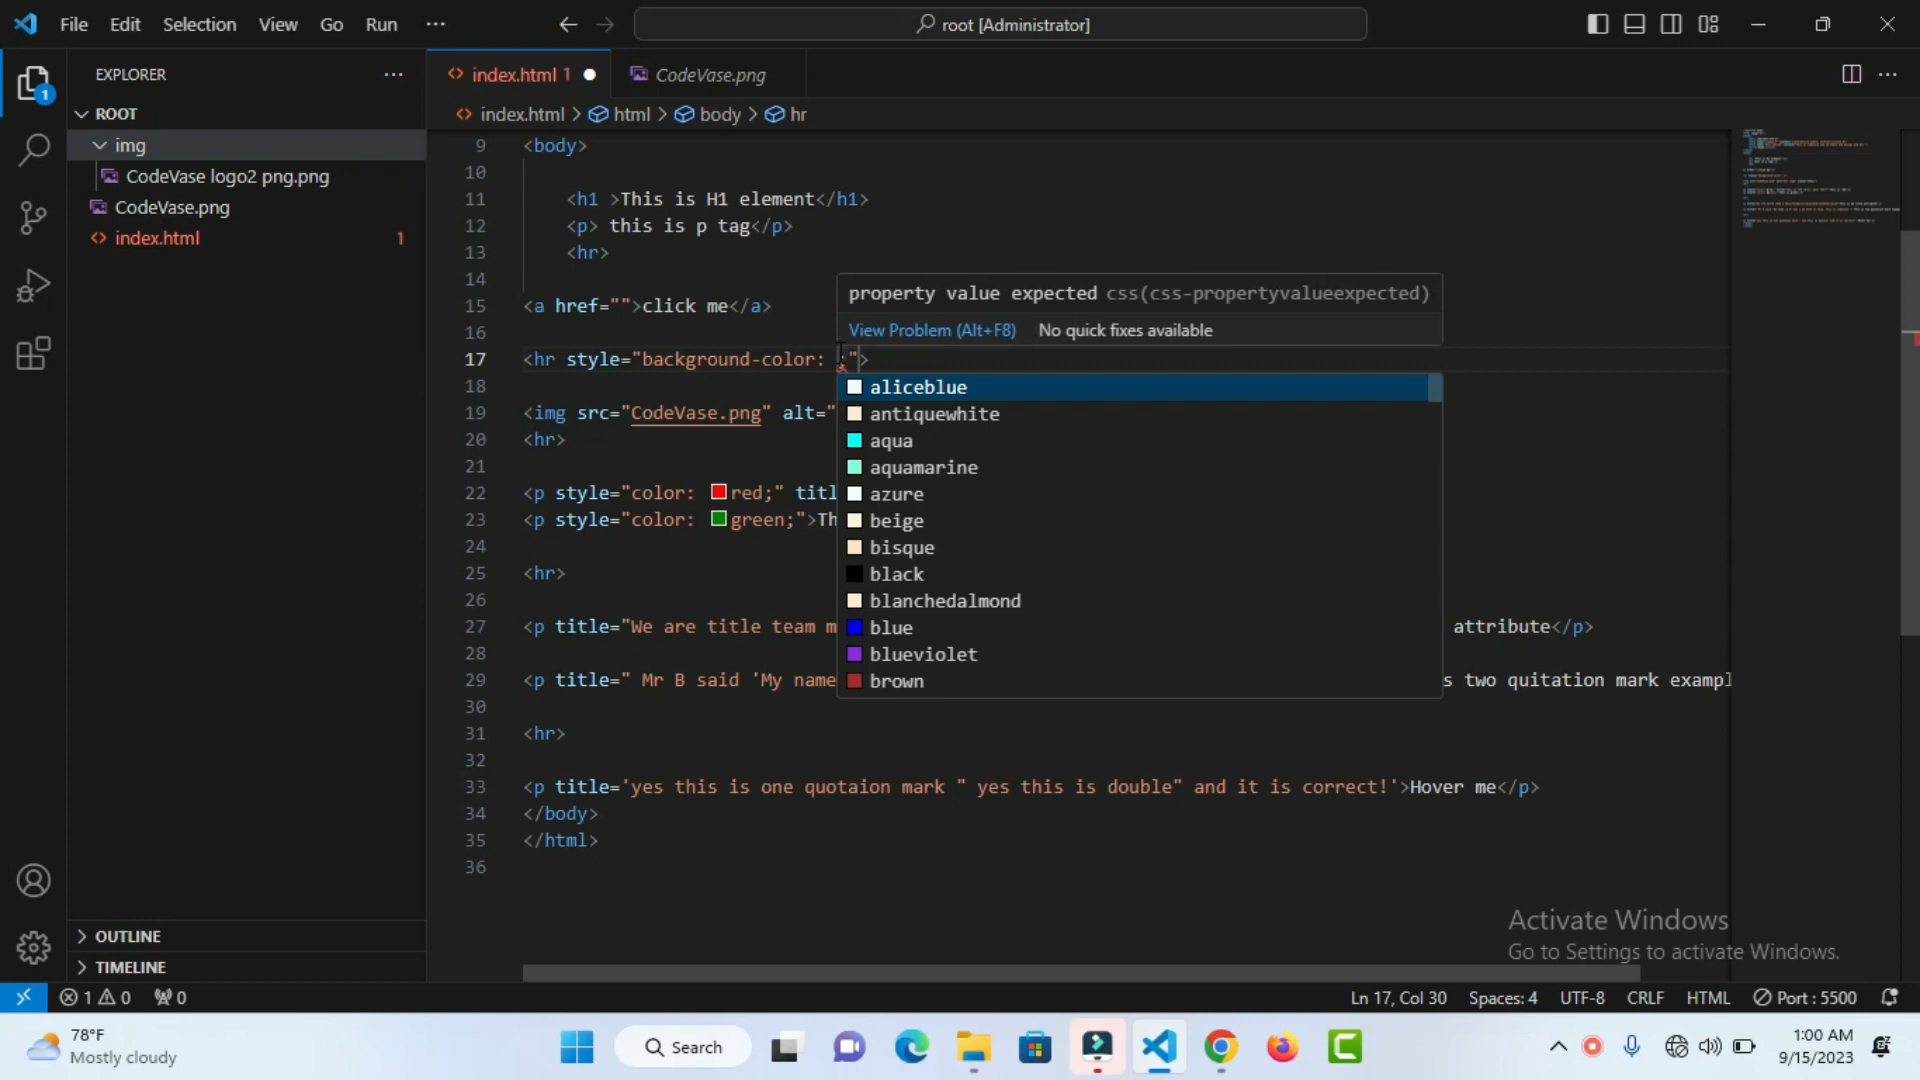 File Edit Selection View Go Run ··· root [Administrator]
EXPLORER ···
ROOT
img
CodeVase logo2 png.png
CodeVase.png
index.html 1
OUTLINE
TIMELINE
index.html 1 CodeVase.png
index.html > html > body > hr
9 <body>
10
11 <h1 >This is H1 element</h1>
12 <p> this is p tag</p>
13 <hr>
14
15 <a href="">click me</a>
16
17 <hr style="background-color: ;">
18
19 <img src="CodeVase.png" alt="
20 <hr>
21
22 <p style="color: red;" titl
23 <p style="color: green;">Th
24
25 <hr>
26
27 <p title="We are title team m attribute</p>
28
29 <p title=" Mr B said 'My name s two quitation mark exampl
30
31 <hr>
32
33 <p title='yes this is one quotaion mark " yes this is double" and it is correct!'>Hover me</p>
34 </body>
35 </html>
36
property value expected css(css-propertyvalueexpected)
View Problem (Alt+F8) No quick fixes available
aliceblue
antiquewhite
aqua
aquamarine
azure
beige
bisque
black
blanchedalmond
blue
blueviolet
brown
Activate Windows
Go to Settings to activate Windows.
1 0 0 Ln 17, Col 30 Spaces: 4 UTF-8 CRLF HTML Port : 5500
78°F
Mostly cloudy
Search
1:00 AM
9/15/2023